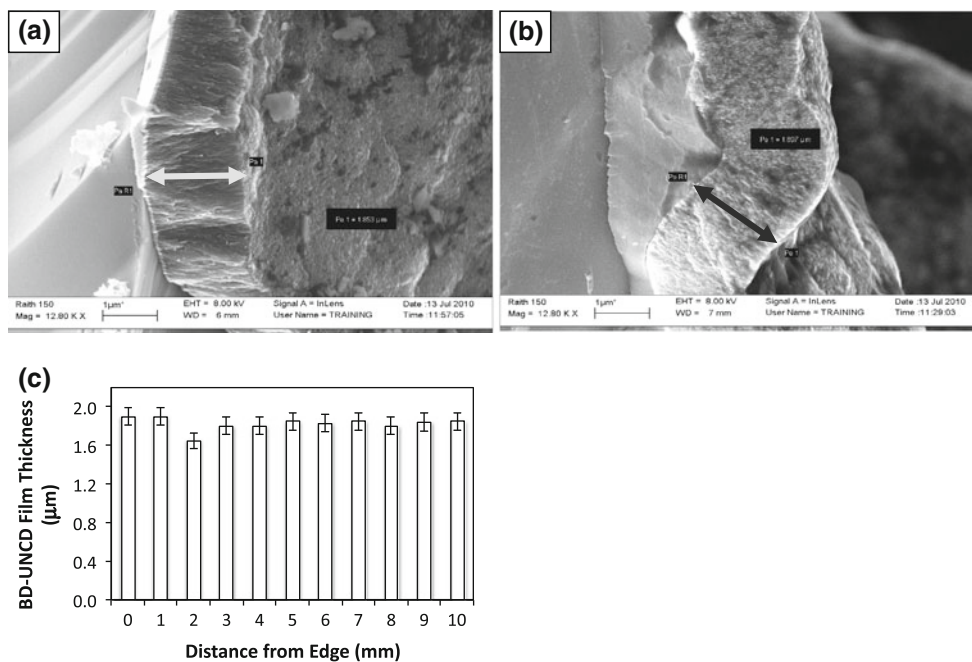 (a)
Pa R1
Pa 1
Pa 1 = 1.853 µm
Raith 150
Mag = 12.80 K X
1µm*
EHT = 8.00 kV
WD = 6 mm
Signal A = InLens
User Name = TRAINING
Date :13 Jul 2010
Time :11:57:05
(b)
Pa 1 = 1.897 µm
Pa R1
Pa 1
Raith 150
Mag = 12.80 K X
1µm*
EHT = 8.00 kV
WD = 7 mm
Signal A = InLens
User Name = TRAINING
Date :13 Jul 2010
Time :11:29:03
(c)
BD-UNCD Film Thickness
(µm)
2.0
1.6
1.2
0.8
0.4
0.0
0 1 2 3 4 5 6 7 8 9 10
Distance from Edge (mm)